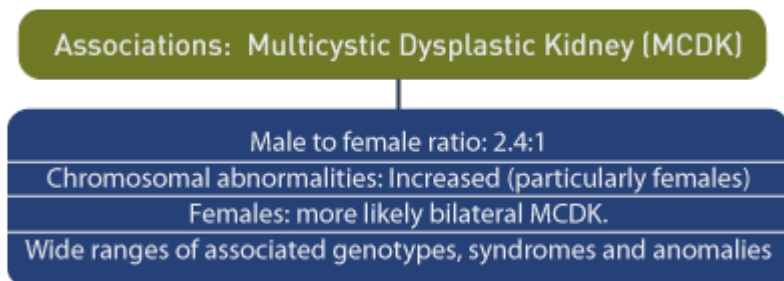 Associations: Multicystic Dysplastic Kidney (MCDK)
Male to female ratio: 2.4:1
Chromosomal abnormalities: Increased (particularly females)
Females: more likely bilateral MCDK.
Wide ranges of associated genotypes, syndromes and anomalies